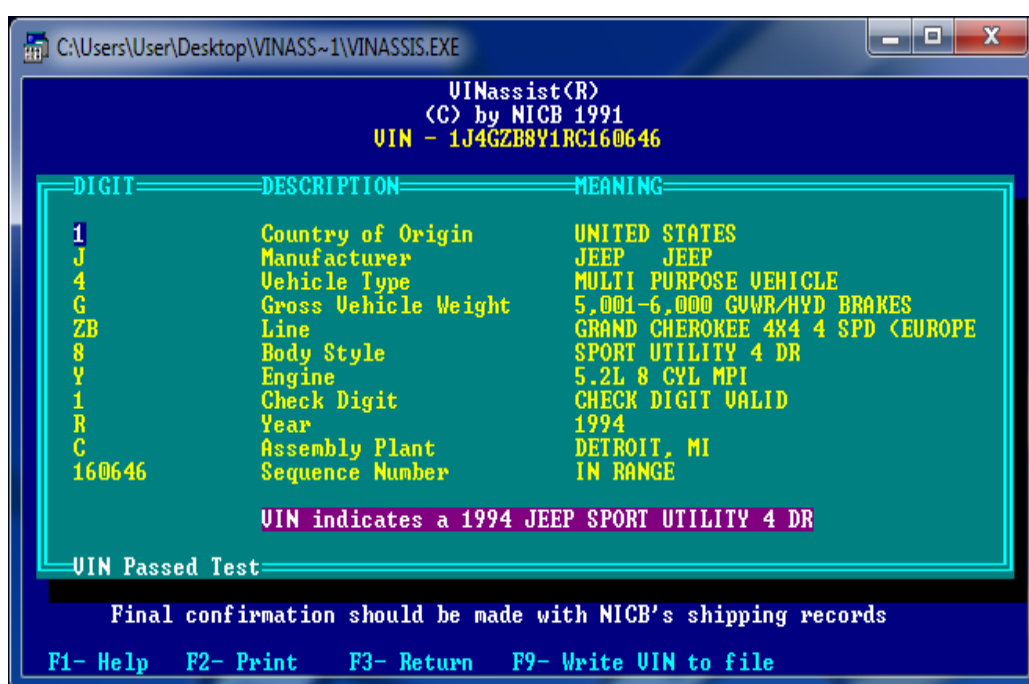 C:\Users\User\Desktop\VINASS~1\VINASSIS.EXE
VINassist(R)
(C) by NICB 1991
VIN - 1J4GZB8Y1RC160646
DIGIT DESCRIPTION MEANING
1 Country of Origin UNITED STATES
J Manufacturer JEEP JEEP
4 Vehicle Type MULTI PURPOSE VEHICLE
G Gross Vehicle Weight 5,001-6,000 GVWR/HYD BRAKES
ZB Line GRAND CHEROKEE 4X4 4 SPD (EUROPE
8 Body Style SPORT UTILITY 4 DR
Y Engine 5.2L 8 CYL MPI
1 Check Digit CHECK DIGIT VALID
R Year 1994
C Assembly Plant DETROIT, MI
160646 Sequence Number IN RANGE
VIN indicates a 1994 JEEP SPORT UTILITY 4 DR
VIN Passed Test
Final confirmation should be made with NICB's shipping records
F1- Help F2- Print F3- Return F9- Write VIN to file